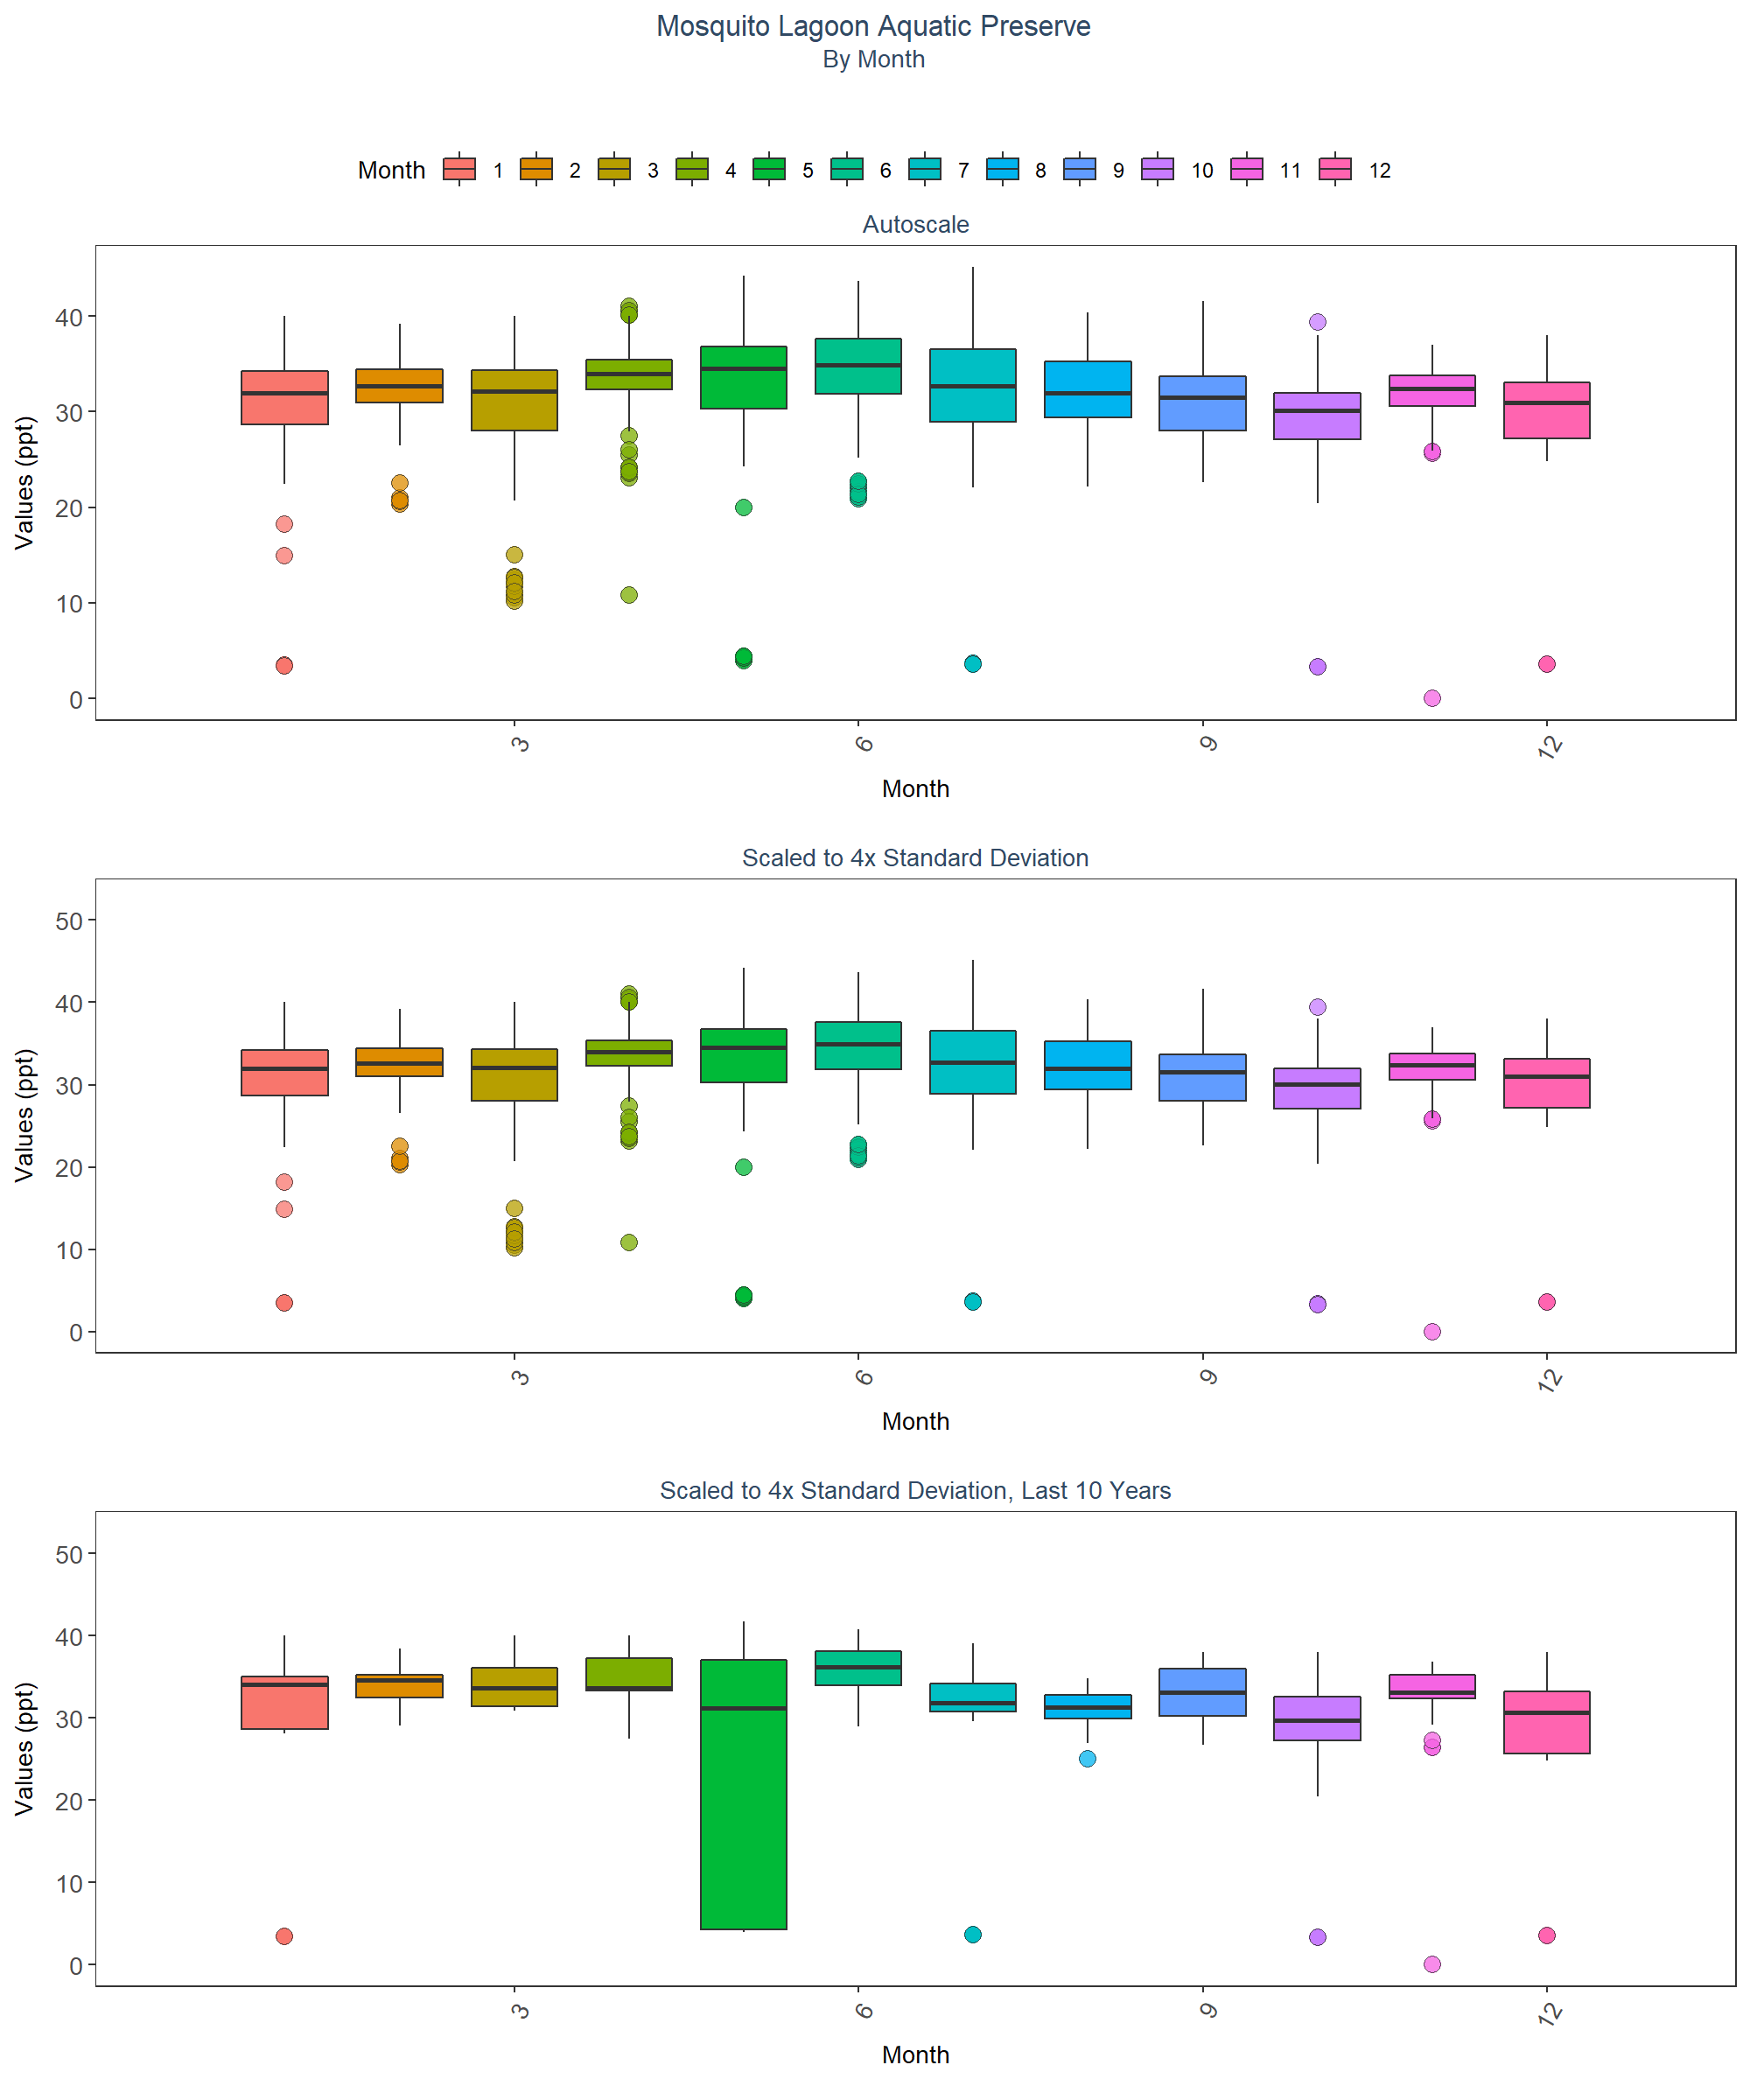 Mosquito Lagoon Aquatic Preserve
By Month
Month 1 2 3 4 5 6 7 8 9 10 11 12
Autoscale
Values (ppt)
40
30
20
10
0
3 6 9 12
Month
Scaled to 4x Standard Deviation
Values (ppt)
50
40
30
20
10
0
3 6 9 12
Month
Scaled to 4x Standard Deviation, Last 10 Years
Values (ppt)
50
40
30
20
10
0
3 6 9 12
Month